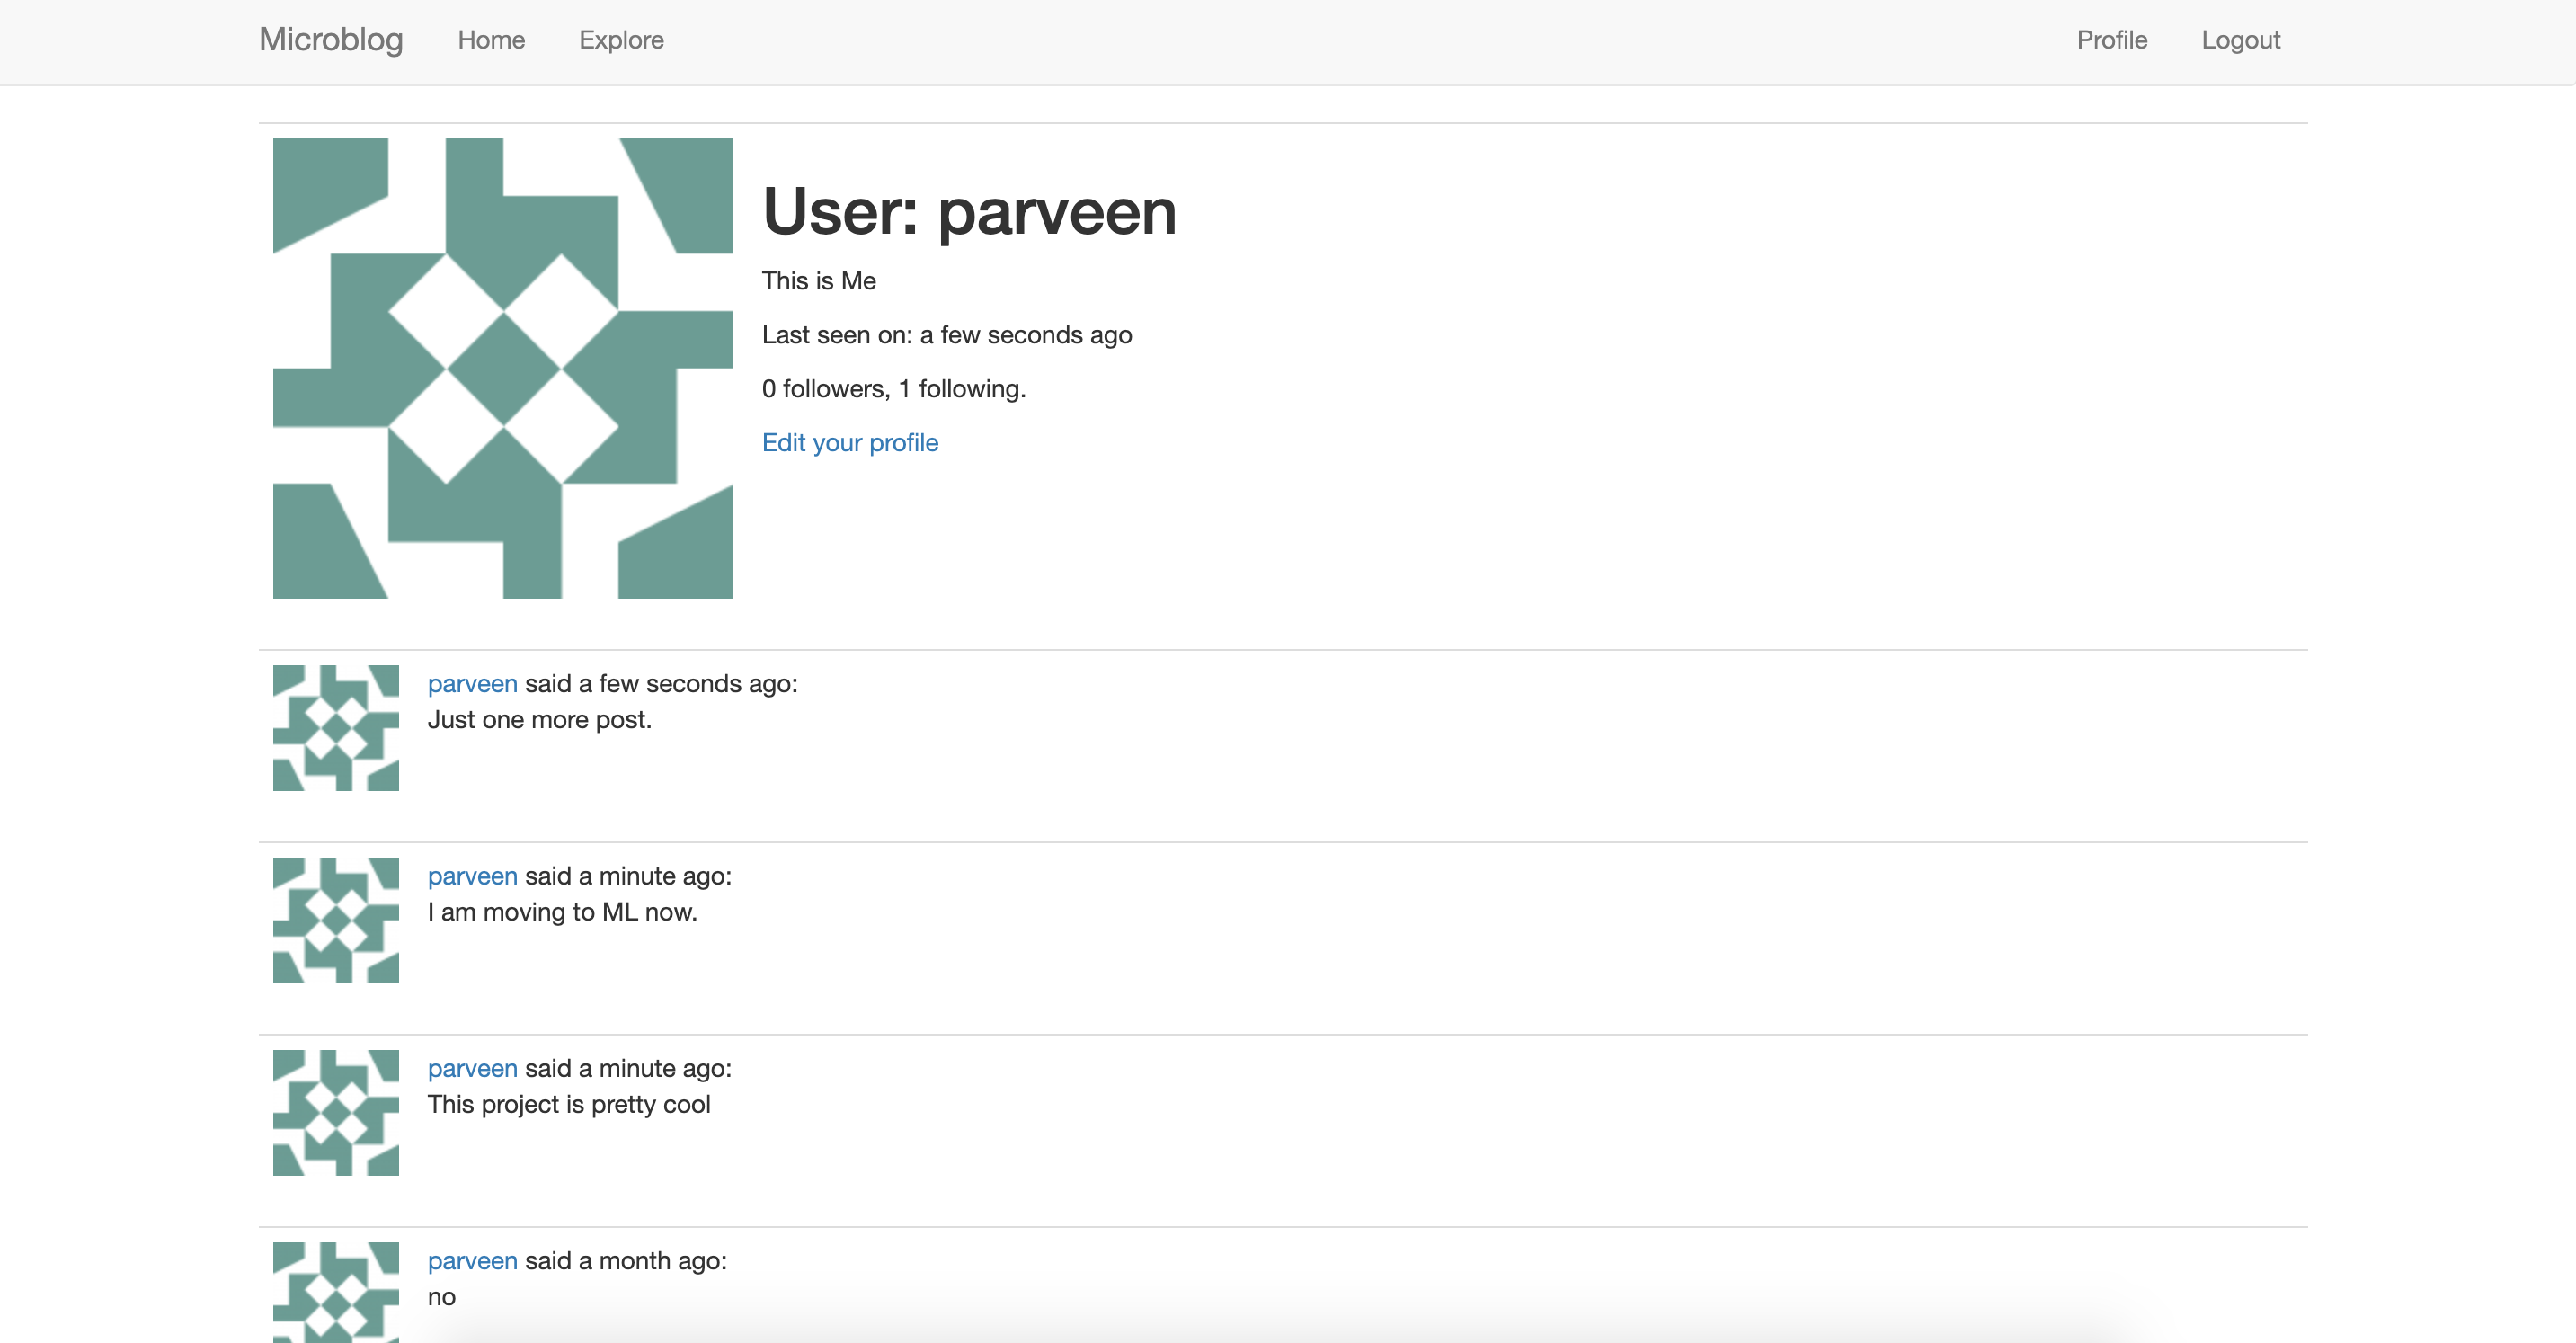 Microblog Home Explore Profile Logout
User: parveen
This is Me
Last seen on: a few seconds ago
0 followers, 1 following.
Edit your profile
parveen said a few seconds ago:
Just one more post.
parveen said a minute ago:
I am moving to ML now.
parveen said a minute ago:
This project is pretty cool
parveen said a month ago:
no